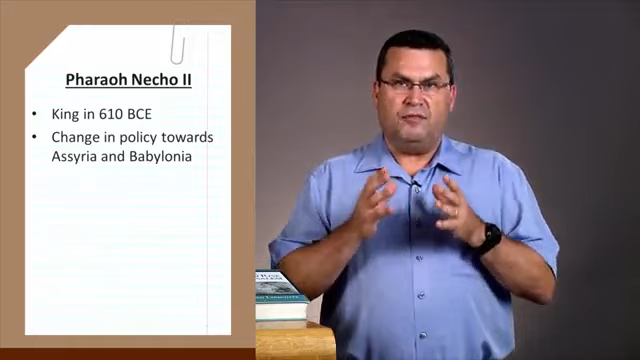 Pharaoh Necho II
• King in 610 BCE
• Change in policy towards
Assyria and Babylonia